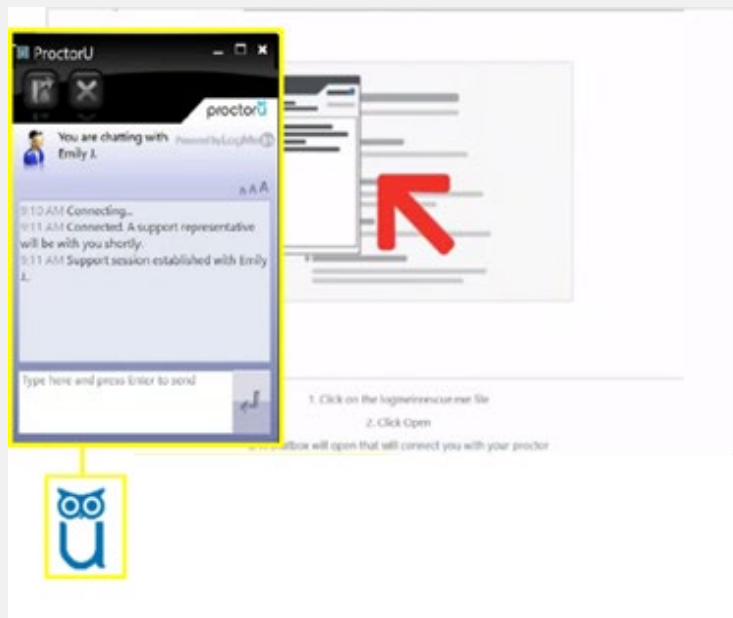 ProctorU
proctorU
You are chatting with
Emily J.
Powered by LogMeIn
A A A
9:10 AM Connecting...
9:11 AM Connected. A support representative
will be with you shortly.
9:11 AM Support session established with Emily
J.
Type here and press Enter to send
1. Click on the logmeinrescue.me file
2. Click Open
chatbox will open that will connect you with your proctor
U